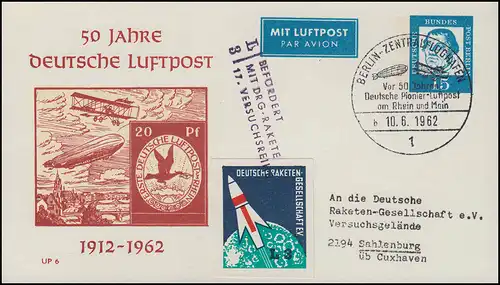 50 JAHRE
DEUTSCHE LUFTPOST
20 Pf
1912-1962
UP 6
MIT LUFTPOST
PAR AVION
BEFÖRDERT
MIT DRG.-RAKETE
17. VERSUCHSREIHE
DEUTSCHE RAKETEN-
GESELLSCHAFT E.V.
L 3
BUNDES
POST BERLIN
15
BERLIN-ZENTRALFLUGHAFEN
Vor 50 Jahren
Deutsche Pionier-Luftpost
am Rhein und Main
b 10.6.1962
1
An die Deutsche
Raketen-Gesellschaft e.V.
Versuchsgelände
2194 Sahlenburg
üb Cuxhaven